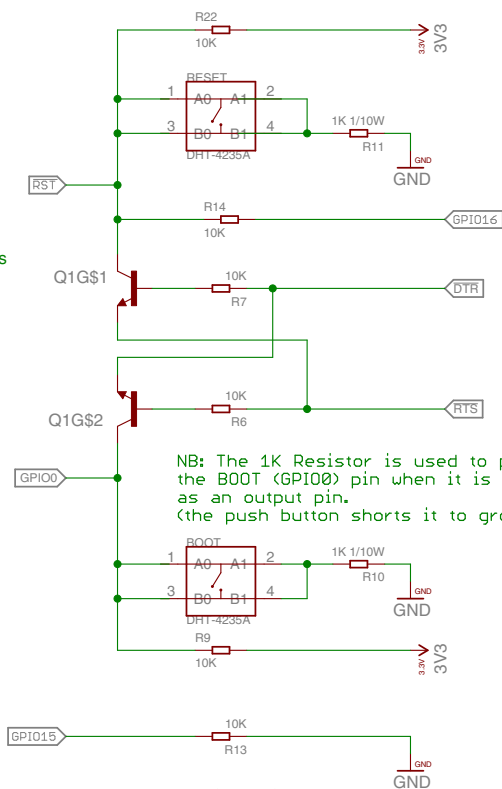 R22
10K
3.3V
3V3
RESET
1 A0 A1 2
3 B0 B1 4
DHT-4235A
1K 1/10W
R11
GND
GND
RST
R14
10K
GPIO16
s
Q1G$1
10K
R7
DTR
Q1G$2
10K
R6
RTS
NB: The 1K Resistor is used to p
the BOOT (GPIO0) pin when it is
as an output pin.
(the push button shorts it to gro
GPIO0
BOOT
1 A0 A1 2
3 B0 B1 4
DHT-4235A
1K 1/10W
R10
GND
GND
R9
10K
3.3V
3V3
GPIO15
10K
R13
GND
GND